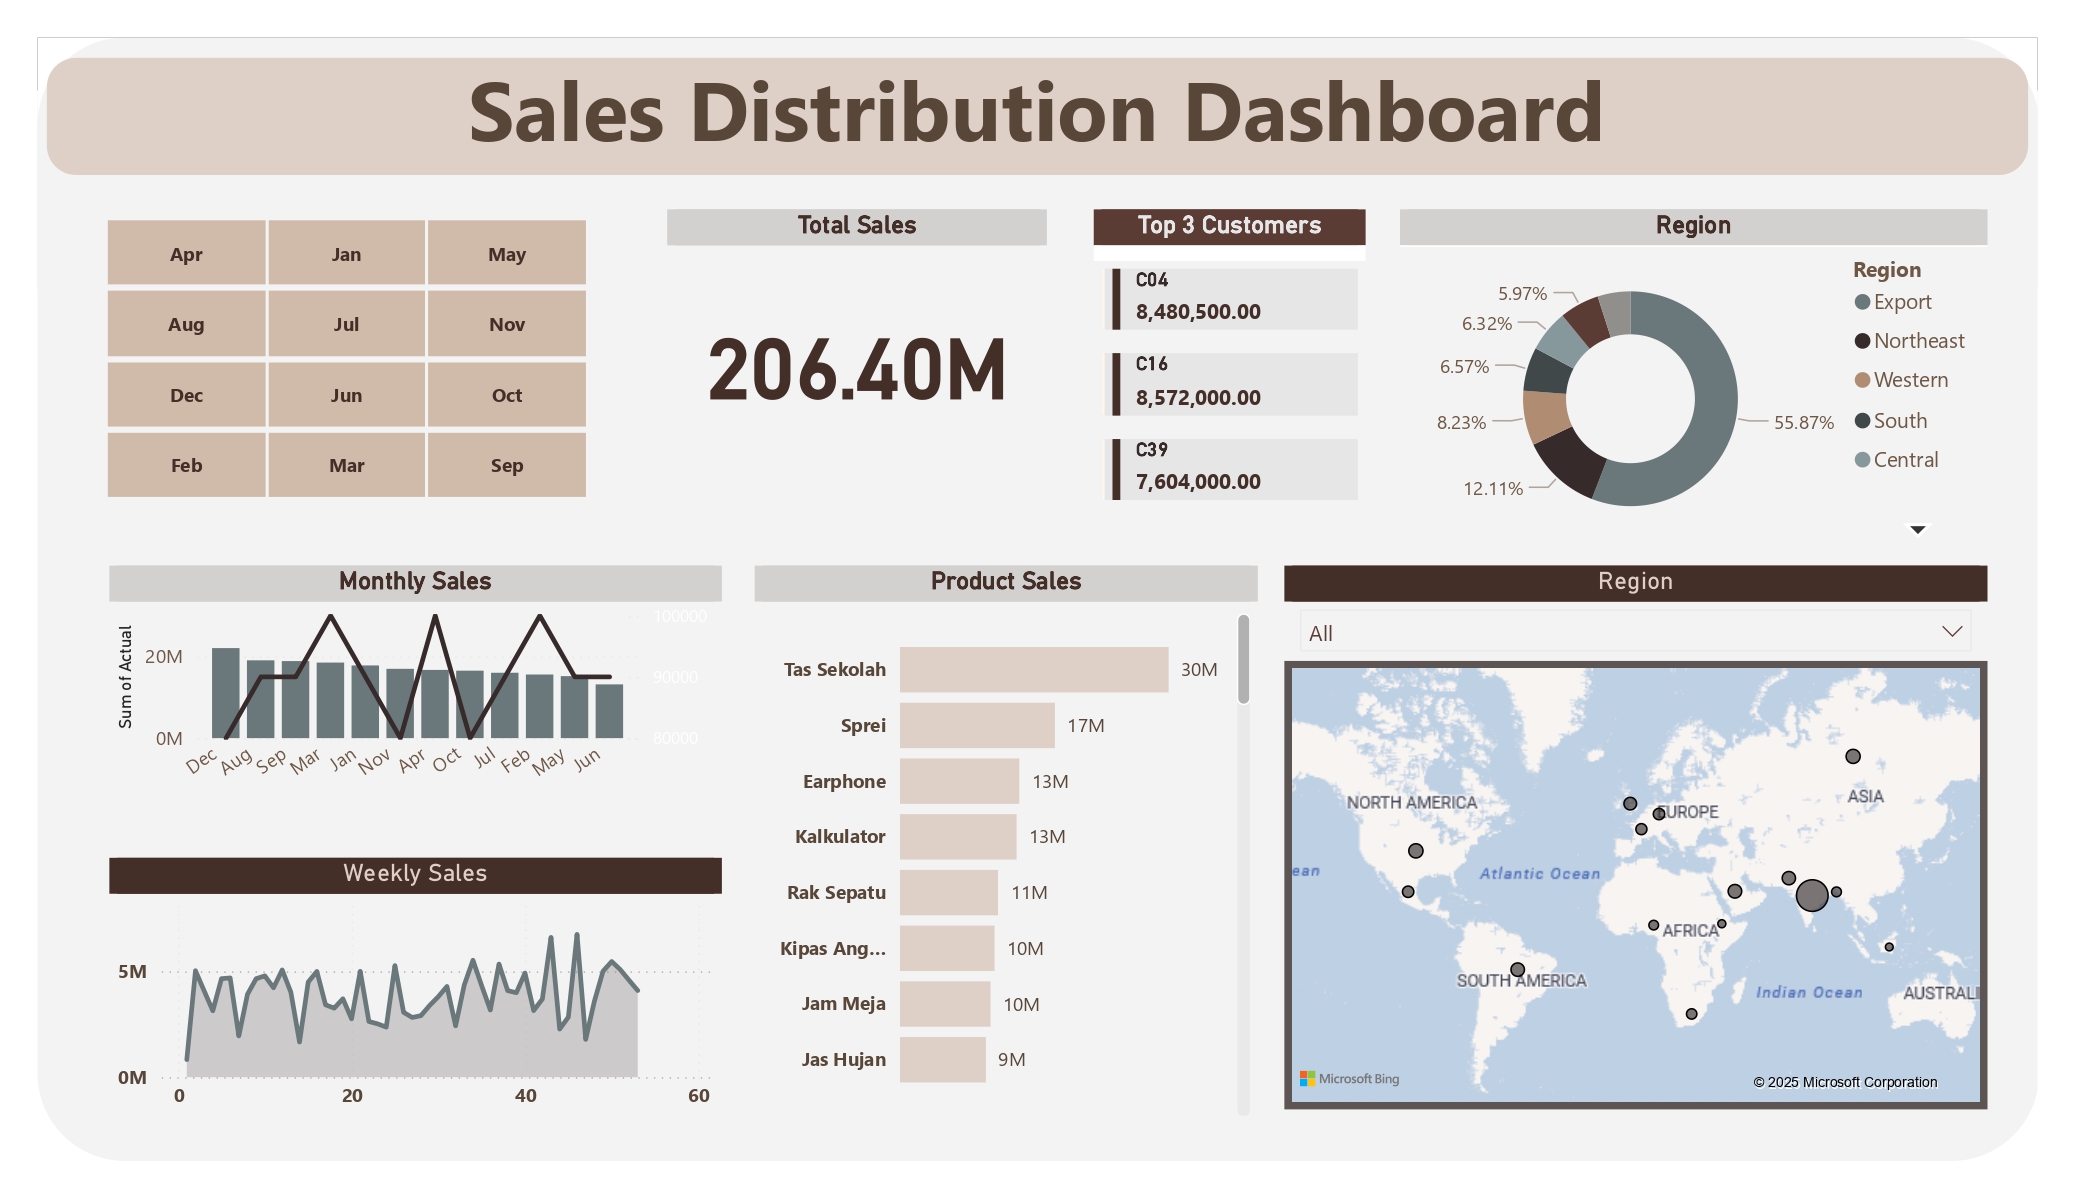 Sales Distribution Dashboard
Apr Jan May
Aug Jul Nov
Dec Jun Oct
Feb Mar Sep
Total Sales
206.40M
Top 3 Customers
C04
8,480,500.00
C16
8,572,000.00
C39
7,604,000.00
Region
5.97%
6.32%
6.57%
8.23%
12.11%
55.87%
Region
Export
Northeast
Western
South
Central
Monthly Sales
Sum of Actual
20M
0M
100000
90000
80000
Dec Aug Sep Mar Jan Nov Apr Oct Jul Feb May Jun
Weekly Sales
5M
0M
0 20 40 60
Product Sales
Tas Sekolah 30M
Sprei 17M
Earphone 13M
Kalkulator 13M
Rak Sepatu 11M
Kipas Ang... 10M
Jam Meja 10M
Jas Hujan 9M
Region
All
NORTH AMERICA
EUROPE
ASIA
ean
Atlantic Ocean
AFRICA
SOUTH AMERICA
Indian Ocean
AUSTRAL
Microsoft Bing
© 2025 Microsoft Corporation